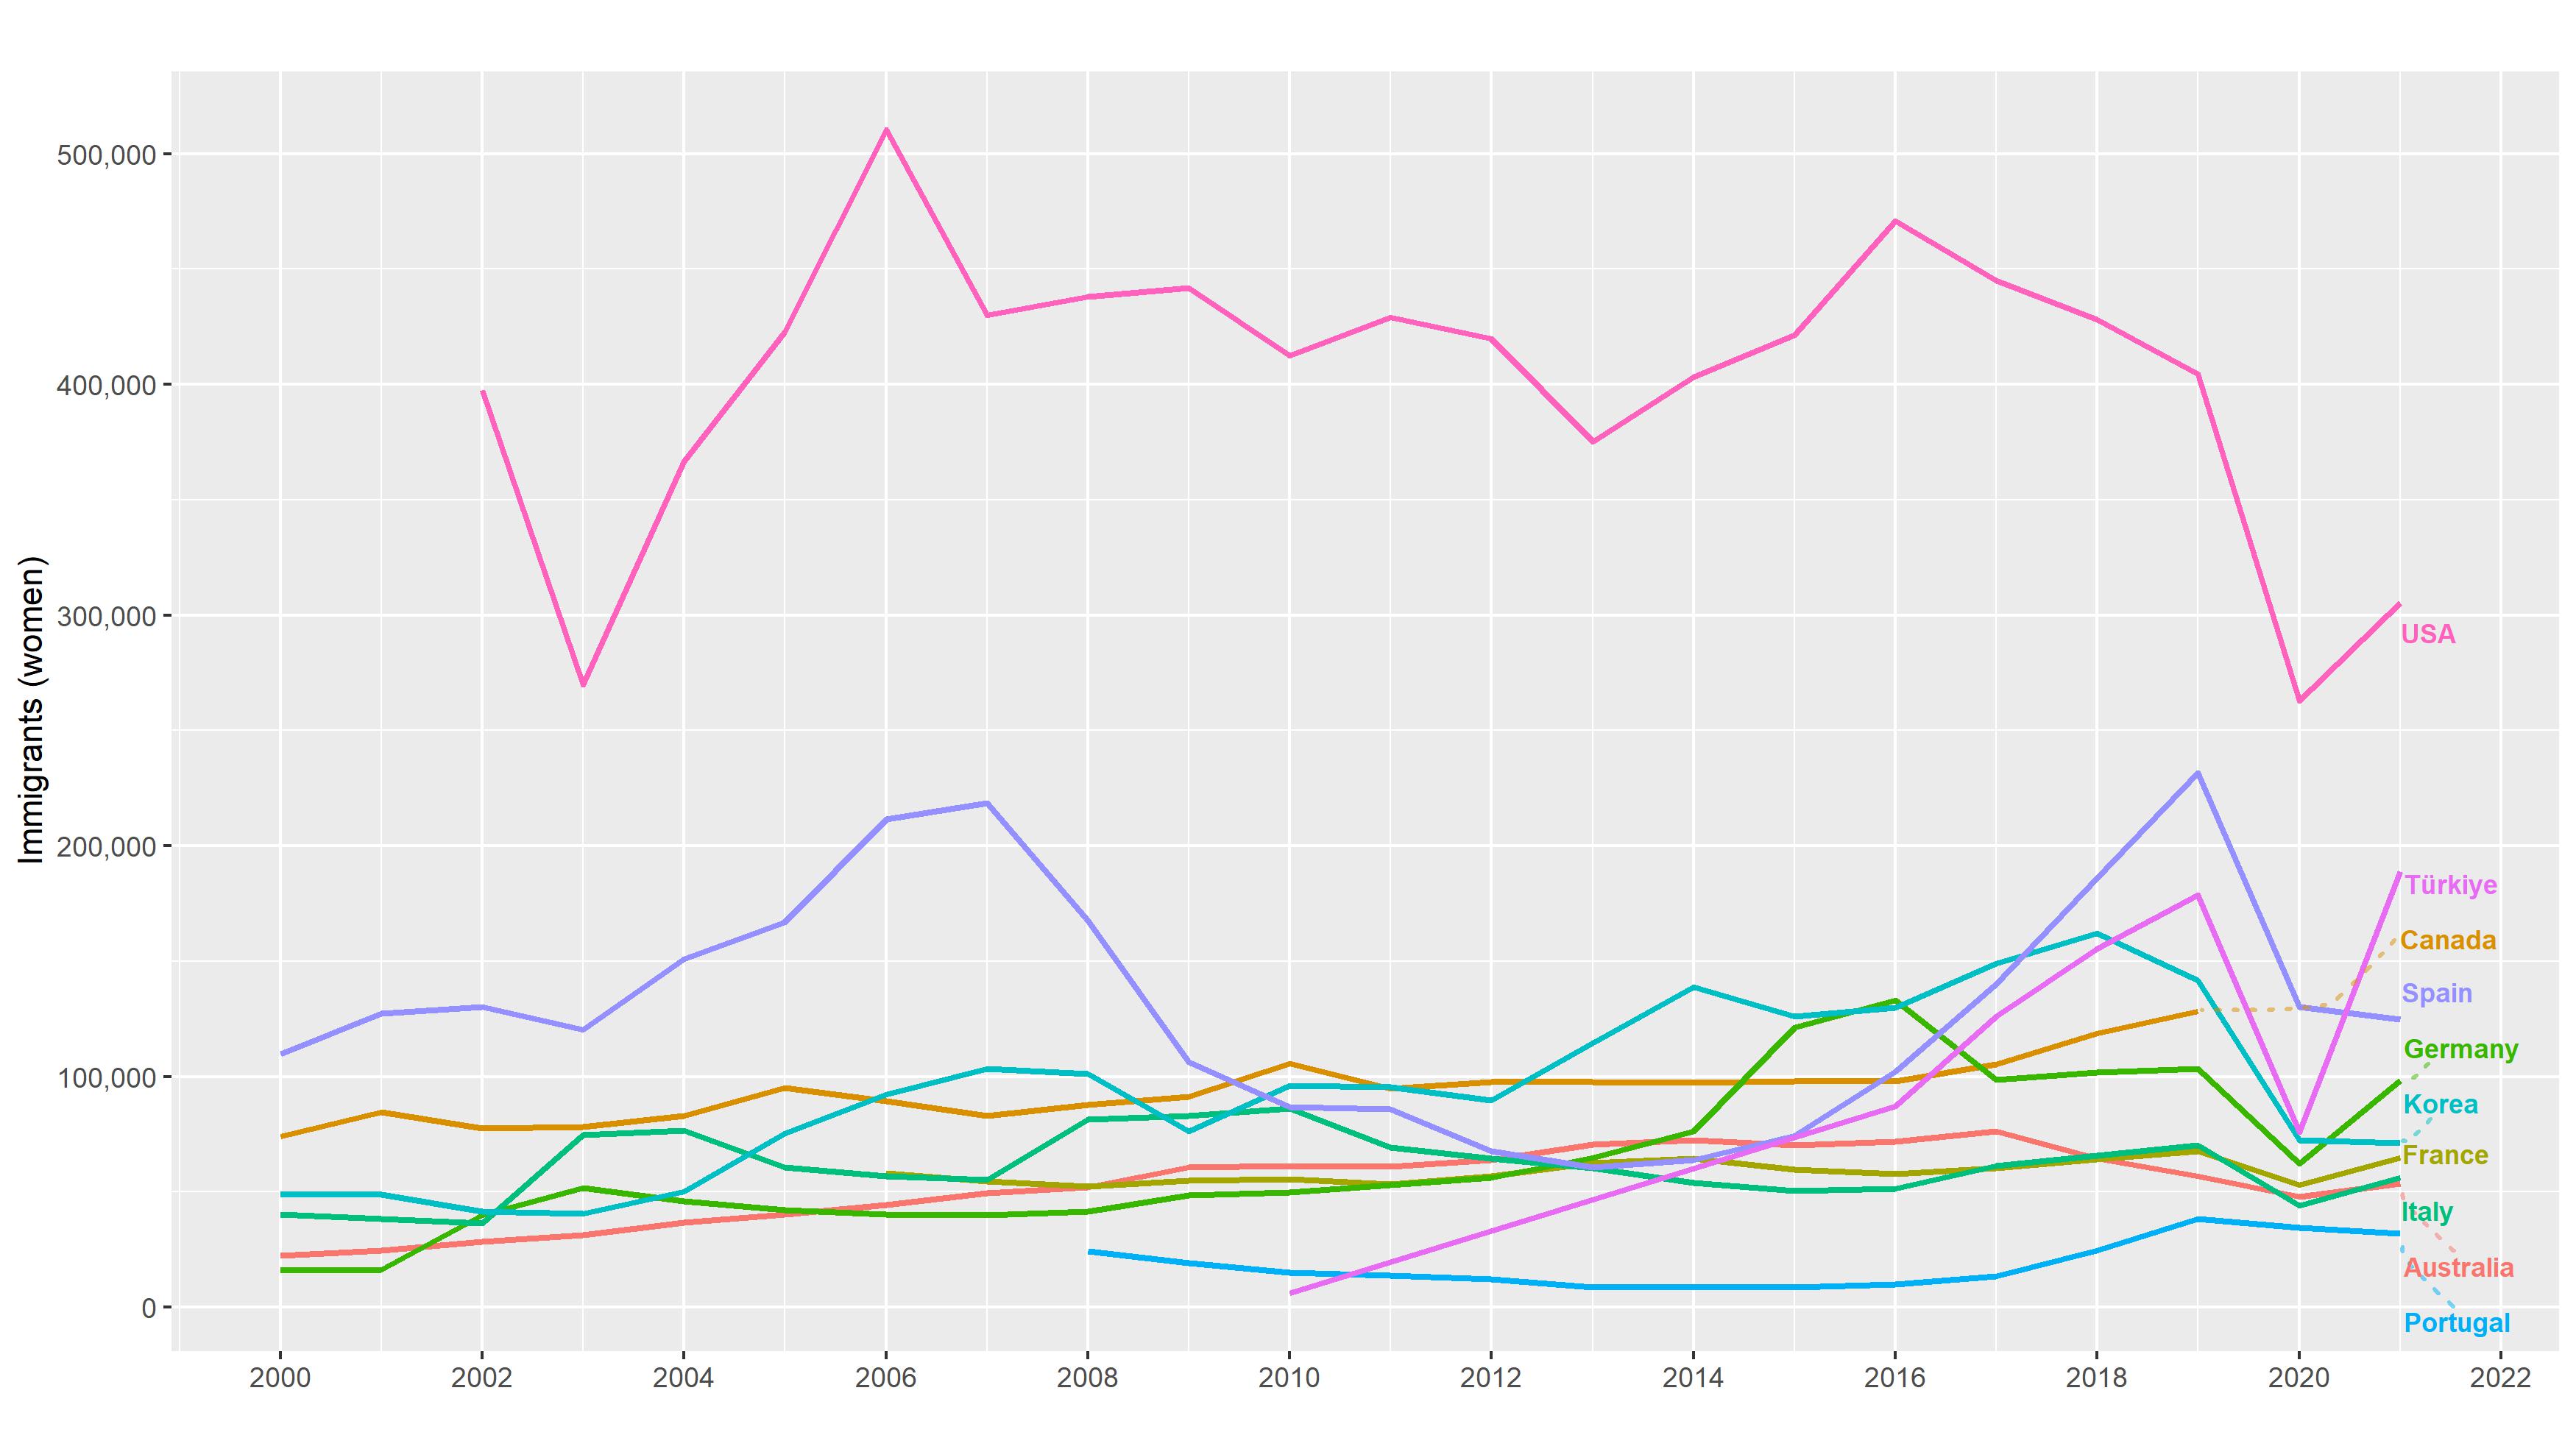 Immigrants (women)
500,000
400,000
300,000
200,000
100,000
0
USA
Türkiye
Canada
Spain
Germany
Korea
France
Italy
Australia
Portugal
2000 2002 2004 2006 2008 2010 2012 2014 2016 2018 2020 2022